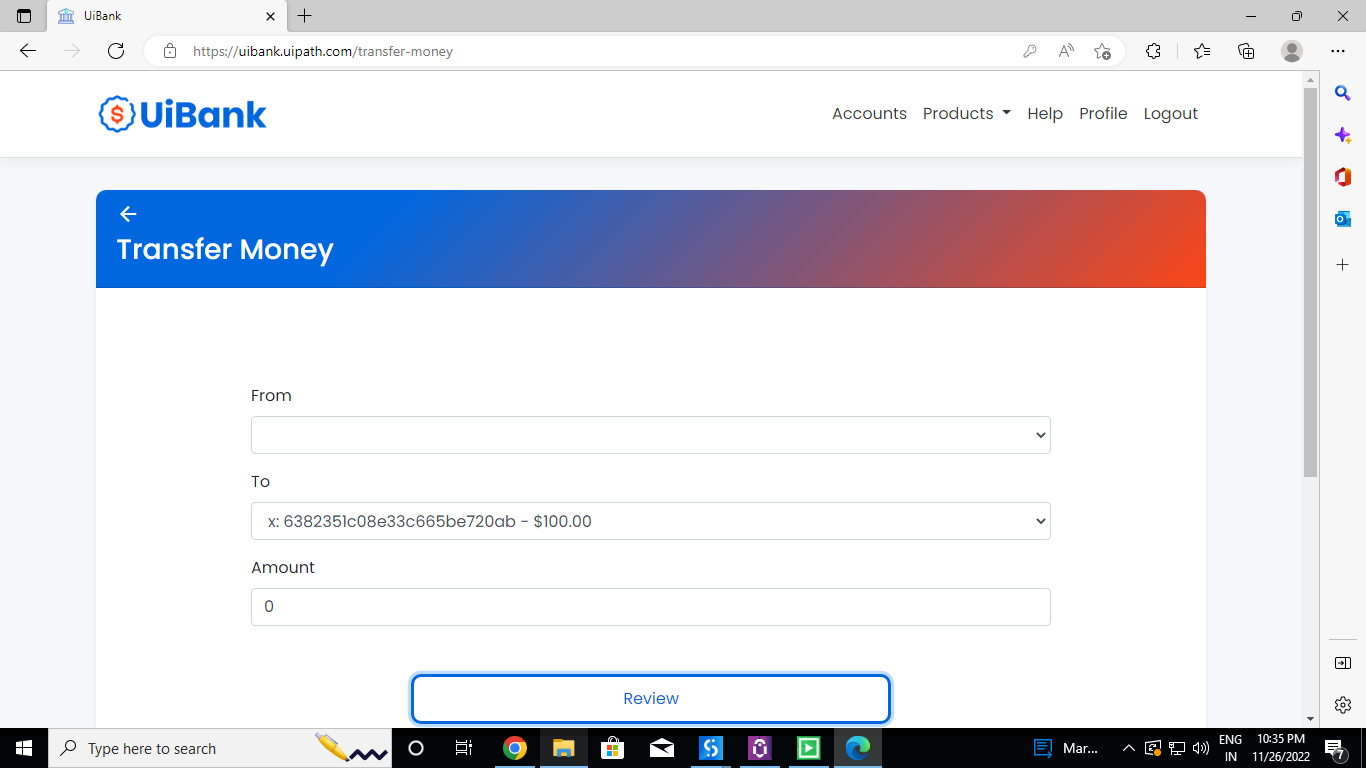 UiBank
https://uibank.uipath.com/transfer-money
UiBank
Accounts Products Help Profile Logout
Transfer Money
From
To
x: 6382351c08e33c665be720ab - $100.00
Amount
0
Review
Type here to search
Mar...
ENG
IN
10:35 PM
11/26/2022
7